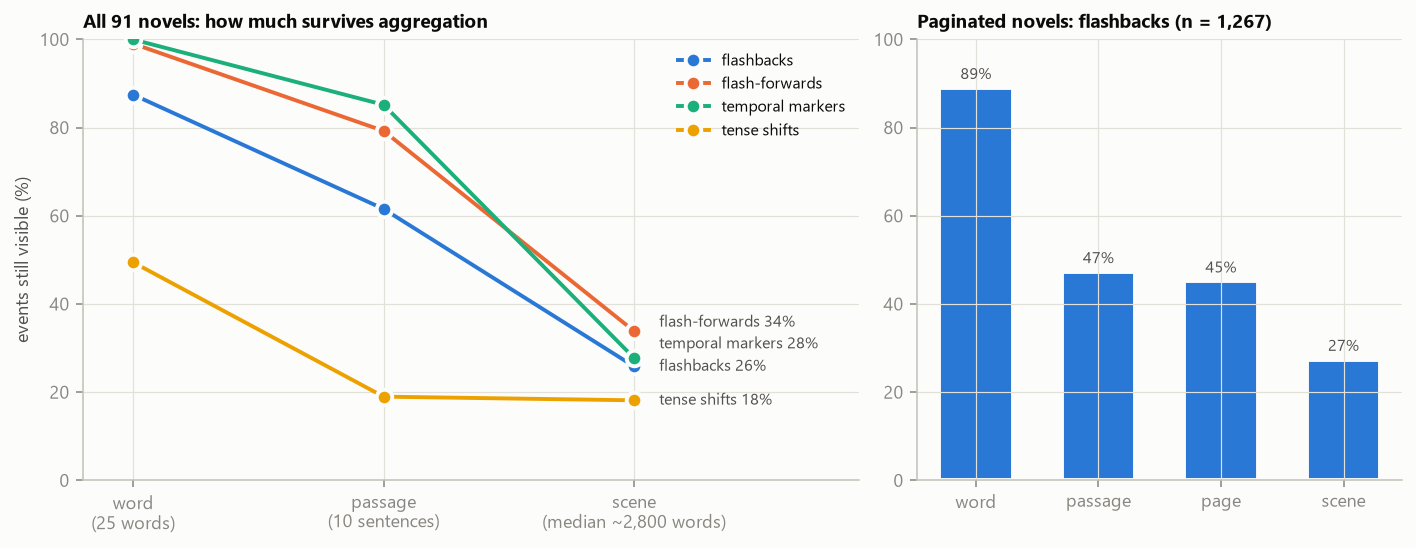 All 91 novels: how much survives aggregation
100
80
60
40
20
0
events still visible (%)
flashbacks
flash-forwards
temporal markers
tense shifts
flash-forwards 34%
temporal markers 28%
flashbacks 26%
tense shifts 18%
word
(25 words)
passage
(10 sentences)
scene
(median ~2,800 words)
Paginated novels: flashbacks (n = 1,267)
100
80
60
40
20
0
89%
47%
45%
27%
word
passage
page
scene